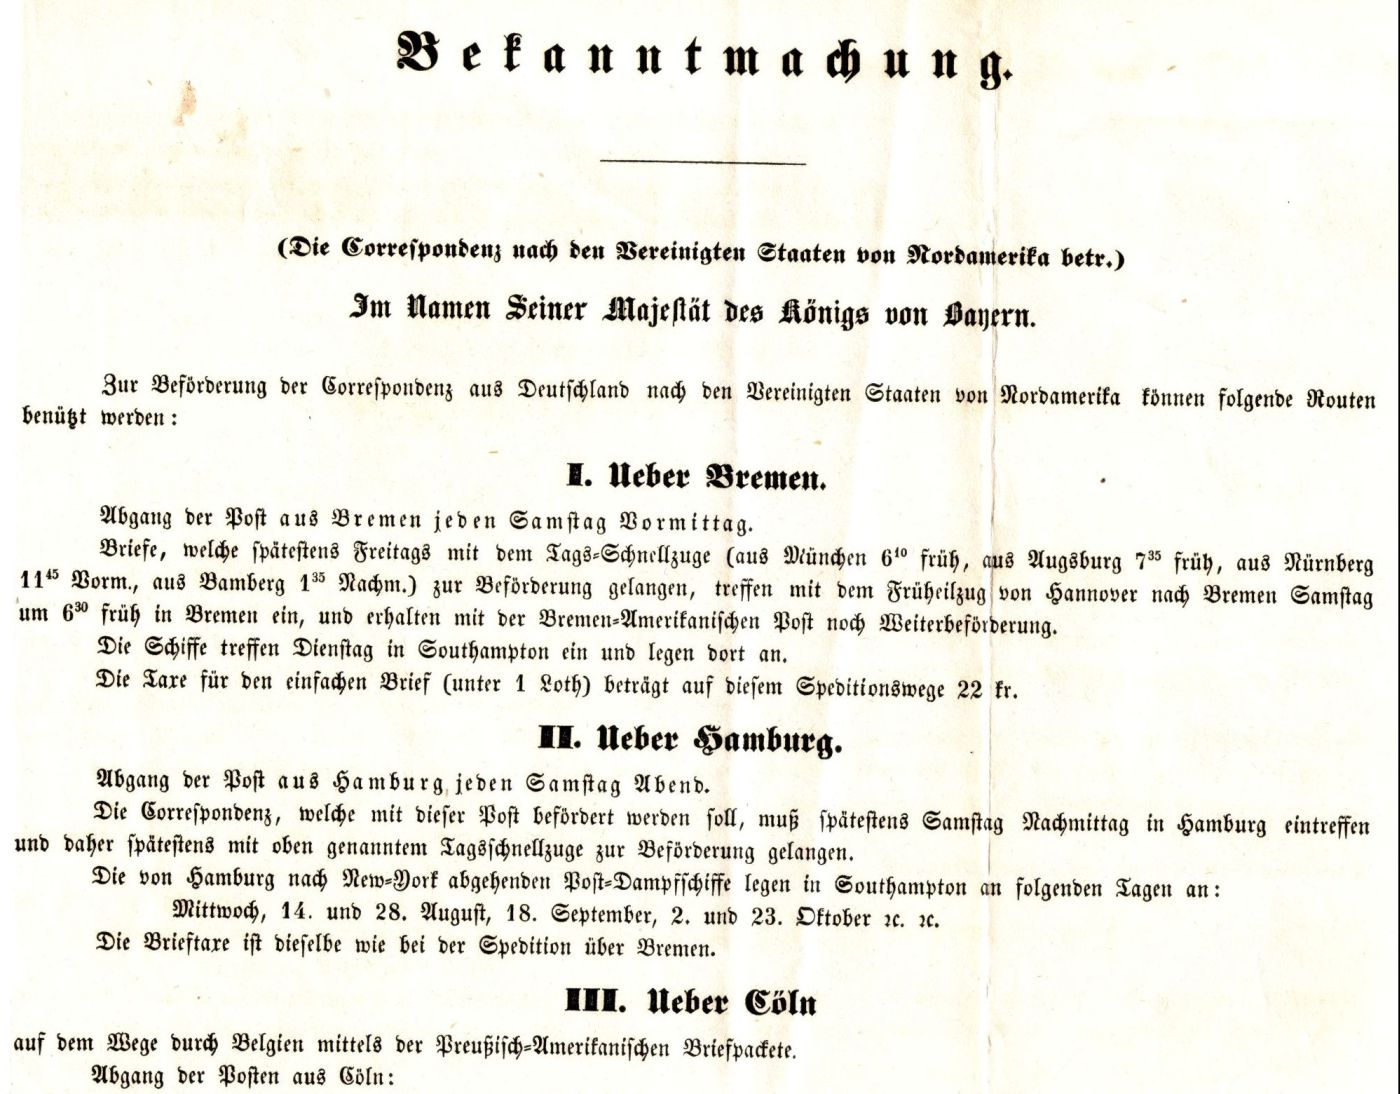 Bekanntmachung.
(Die Correspondenz nach den Vereinigten Staaten von Nordamerika betr.)
Im Namen Seiner Majestät des Königs von Bayern.
Zur Beförderung der Correspondenz aus Deutschland nach den Vereinigten Staaten von Nordamerika können folgende Routen
benützt werden:
I. Ueber Bremen.
Abgang der Post aus Bremen jeden Samstag Vormittag.
Briefe, welche spätestens Freitags mit dem Tags-Schnellzuge (aus München 6¹⁰ früh, aus Augsburg 7³⁵ früh, aus Nürnberg
11⁴⁵ Vorm., aus Bamberg 1³⁵ Nachm.) zur Beförderung gelangen, treffen mit dem Früheilzug von Hannover nach Bremen Samstag
um 6³⁰ früh in Bremen ein, und erhalten mit der Bremen-Amerikanischen Post noch Weiterbeförderung.
Die Schiffe treffen Dienstag in Southampton ein und legen dort an.
Die Taxe für den einfachen Brief (unter 1 Loth) beträgt auf diesem Speditionswege 22 kr.
II. Ueber Hamburg.
Abgang der Post aus Hamburg jeden Samstag Abend.
Die Correspondenz, welche mit dieser Post befördert werden soll, muß spätestens Samstag Nachmittag in Hamburg eintreffen
und daher spätestens mit oben genanntem Tagsschnellzuge zur Beförderung gelangen.
Die von Hamburg nach New-York abgehenden Post-Dampfschiffe legen in Southampton an folgenden Tagen an:
Mittwoch, 14. und 28. August, 18. September, 2. und 23. Oktober ꝛc. ꝛc.
Die Brieftaxe ist dieselbe wie bei der Spedition über Bremen.
III. Ueber Cöln
auf dem Wege durch Belgien mittels der Preußisch-Amerikanischen Briefpackete.
Abgang der Posten aus Cöln: